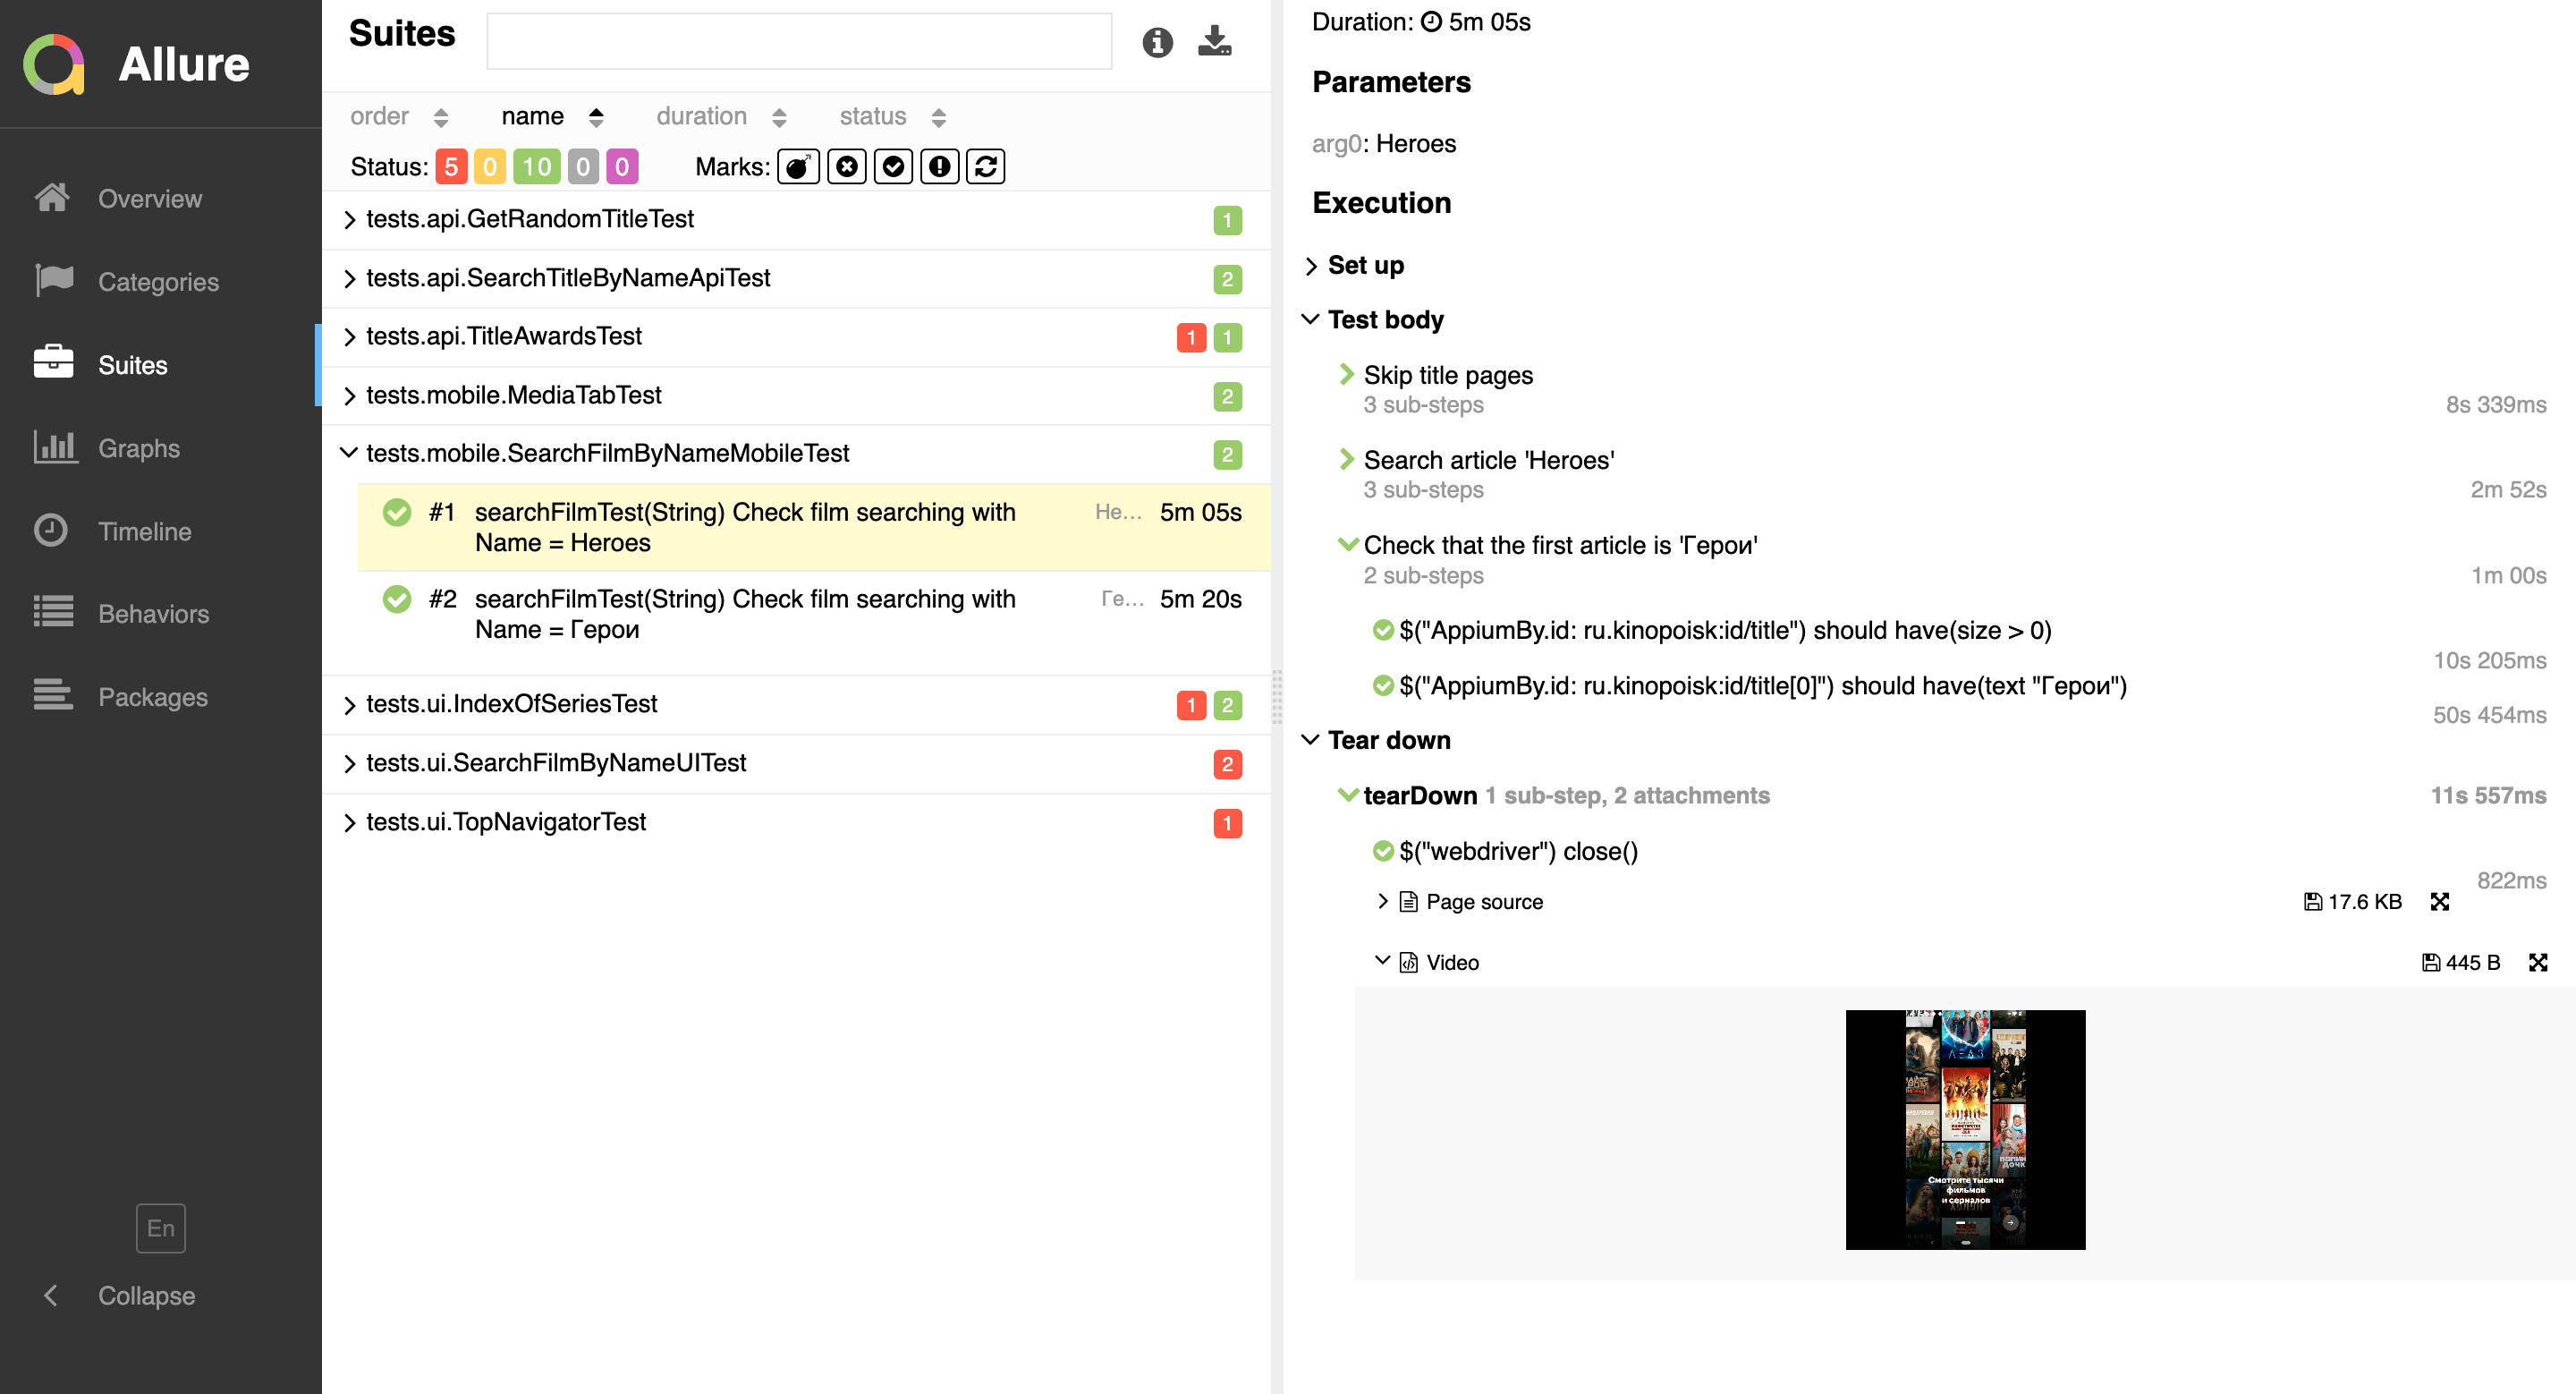 Allure
Overview
Categories
Suites
Graphs
Timeline
Behaviors
Packages
En
Collapse
Suites
order name duration status
Status: 5 0 10 0 0 Marks:
tests.api.GetRandomTitleTest 1
tests.api.SearchTitleByNameApiTest 2
tests.api.TitleAwardsTest 1 1
tests.mobile.MediaTabTest 2
tests.mobile.SearchFilmByNameMobileTest 2
#1 searchFilmTest(String) Check film searching with He... 5m 05s
Name = Heroes
#2 searchFilmTest(String) Check film searching with Ге... 5m 20s
Name = Герои
tests.ui.IndexOfSeriesTest 1 2
tests.ui.SearchFilmByNameUITest 2
tests.ui.TopNavigatorTest 1
Duration: 5m 05s
Parameters
arg0: Heroes
Execution
Set up
Test body
Skip title pages
3 sub-steps 8s 339ms
Search article 'Heroes'
3 sub-steps 2m 52s
Check that the first article is 'Герои'
2 sub-steps 1m 00s
$("AppiumBy.id: ru.kinopoisk:id/title") should have(size > 0)
10s 205ms
$("AppiumBy.id: ru.kinopoisk:id/title[0]") should have(text "Герои")
50s 454ms
Tear down
tearDown 1 sub-step, 2 attachments 11s 557ms
$("webdriver") close()
822ms
Page source 17.6 KB
Video 445 B
Смотрите тысячи
фильмов
и сериалов